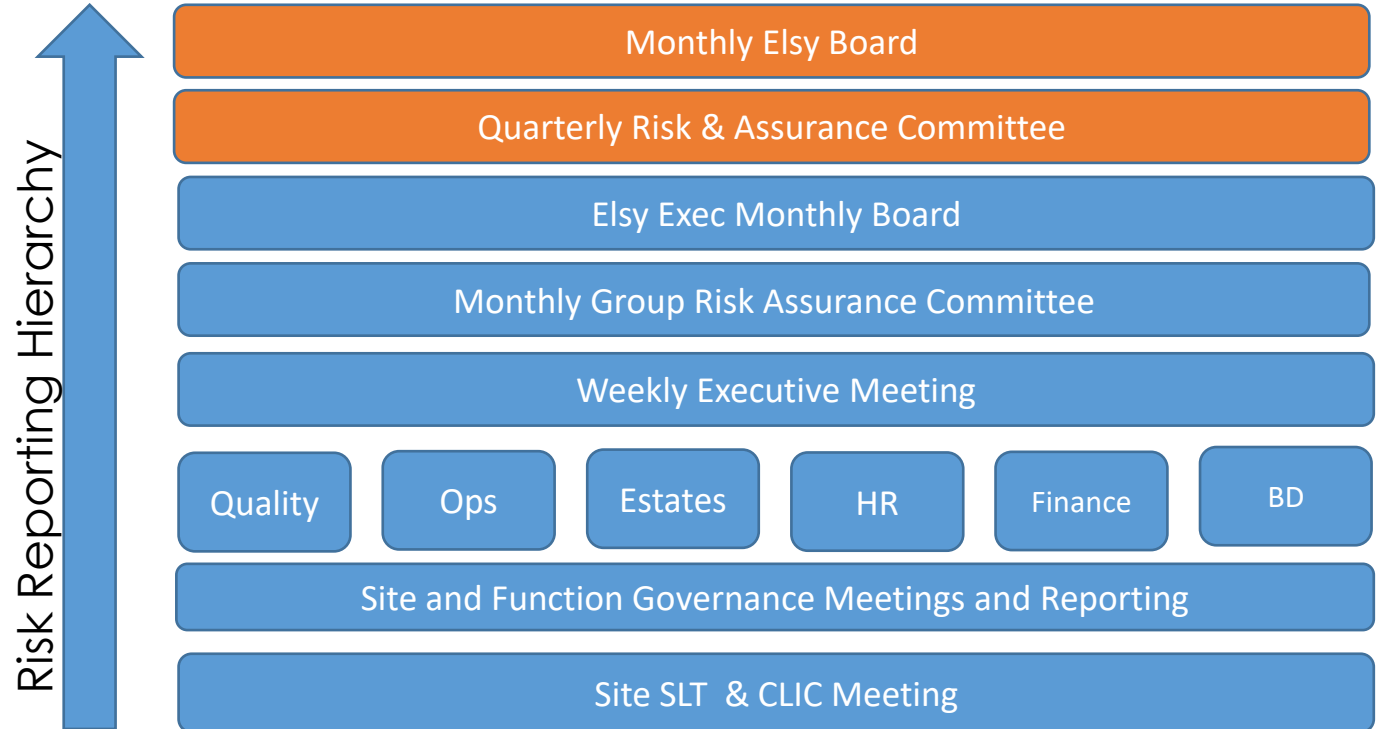 Risk Reporting Hierarchy
Monthly Elsy Board
Quarterly Risk & Assurance Committee
Elsy Exec Monthly Board
Monthly Group Risk Assurance Committee
Weekly Executive Meeting
Quality
Ops
Estates
HR
Finance
BD
Site and Function Governance Meetings and Reporting
Site SLT & CLIC Meeting